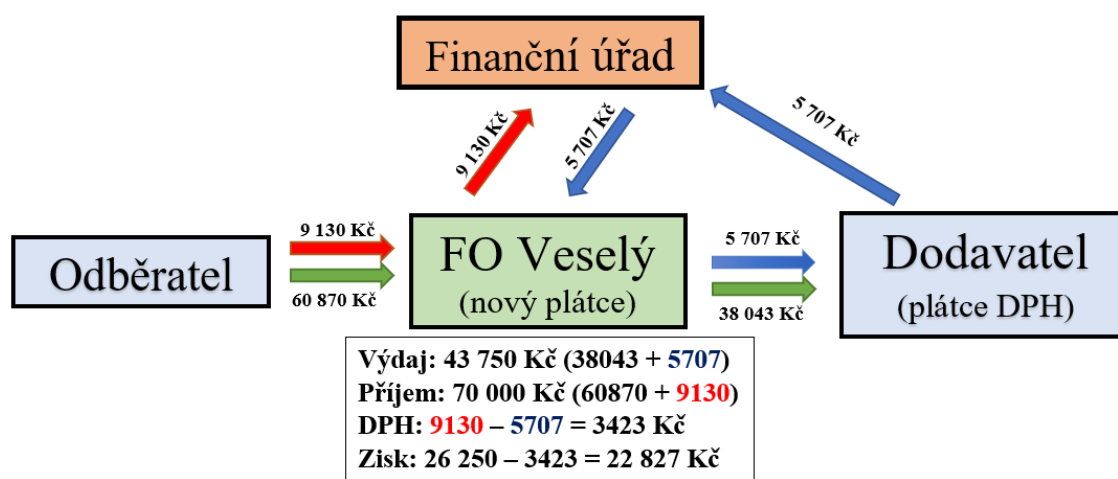 Finanční úřad
9 130 Kč
5 707 Kč
5 707 Kč
Odběratel
9 130 Kč
60 870 Kč
FO Veselý
(nový plátce)
5 707 Kč
38 043 Kč
Dodavatel
(plátce DPH)
Výdaj: 43 750 Kč (38043 + 5707)
Příjem: 70 000 Kč (60870 + 9130)
DPH: 9130 – 5707 = 3423 Kč
Zisk: 26 250 – 3423 = 22 827 Kč